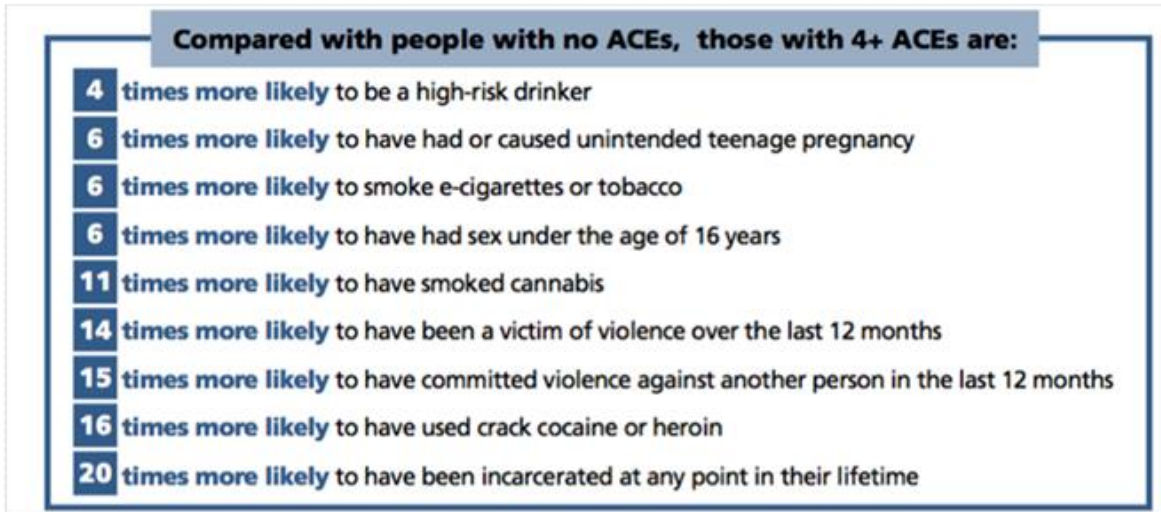 Compared with people with no ACEs, those with 4+ ACEs are:
4 times more likely to be a high-risk drinker
6 times more likely to have had or caused unintended teenage pregnancy
6 times more likely to smoke e-cigarettes or tobacco
6 times more likely to have had sex under the age of 16 years
11 times more likely to have smoked cannabis
14 times more likely to have been a victim of violence over the last 12 months
15 times more likely to have committed violence against another person in the last 12 months
16 times more likely to have used crack cocaine or heroin
20 times more likely to have been incarcerated at any point in their lifetime